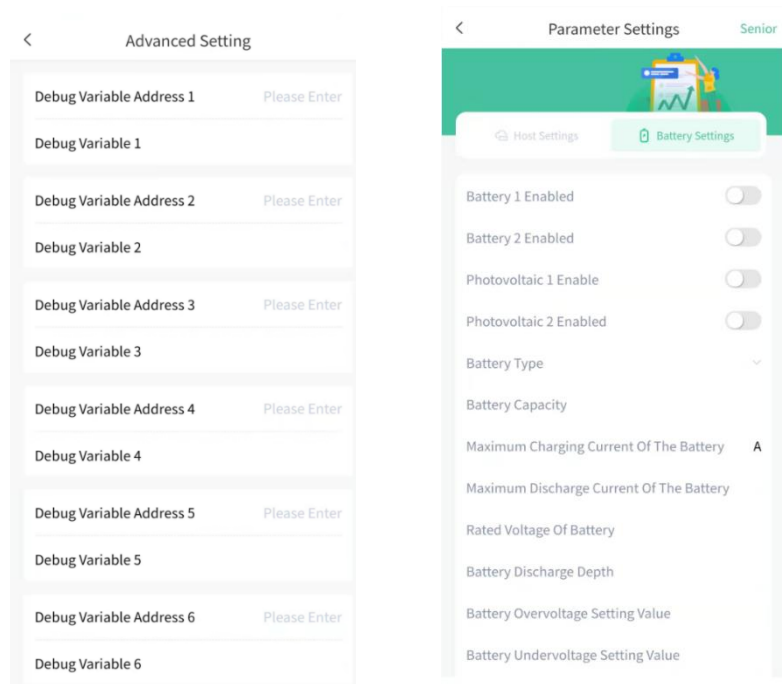 Advanced Setting
Debug Variable Address 1 Please Enter
Debug Variable 1
Debug Variable Address 2 Please Enter
Debug Variable 2
Debug Variable Address 3 Please Enter
Debug Variable 3
Debug Variable Address 4 Please Enter
Debug Variable 4
Debug Variable Address 5 Please Enter
Debug Variable 5
Debug Variable Address 6 Please Enter
Debug Variable 6
Parameter Settings Senior
Host Settings Battery Settings
Battery 1 Enabled
Battery 2 Enabled
Photovoltaic 1 Enable
Photovoltaic 2 Enabled
Battery Type
Battery Capacity
Maximum Charging Current Of The Battery A
Maximum Discharge Current Of The Battery
Rated Voltage Of Battery
Battery Discharge Depth
Battery Overvoltage Setting Value
Battery Undervoltage Setting Value